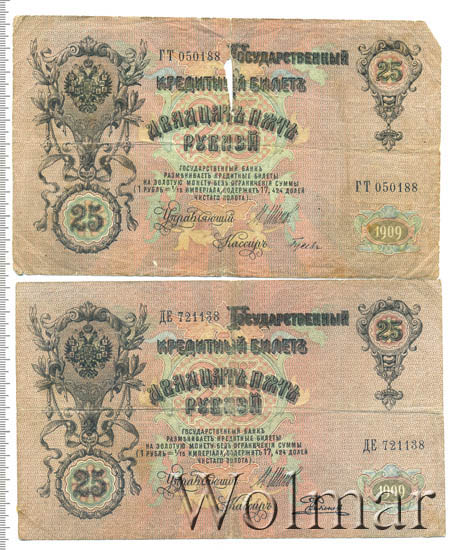 ГТ 050188 Государственный
Кредитный Билетъ
25
Двадцать пять
Рублей
Государственный Банк
размѣниваетъ кредитные билеты
на золотую монету безъ ограниченія суммы
(1 рубль = 1/15 имперіала, содержитъ 17,424 долей
чистаго золота).
ГТ 050188
Управляющий
25
Кассиръ
1909
ДЕ 721138 Государственный
Кредитный Билетъ
25
Двадцать пять
Рублей
Государственный Банк
размѣниваетъ кредитные билеты
на золотую монету безъ ограниченія суммы
(1 рубль = 1/15 имперіала, содержитъ 17,424 долей
чистаго золота).
ДЕ 721138
25
1909
Wolmar